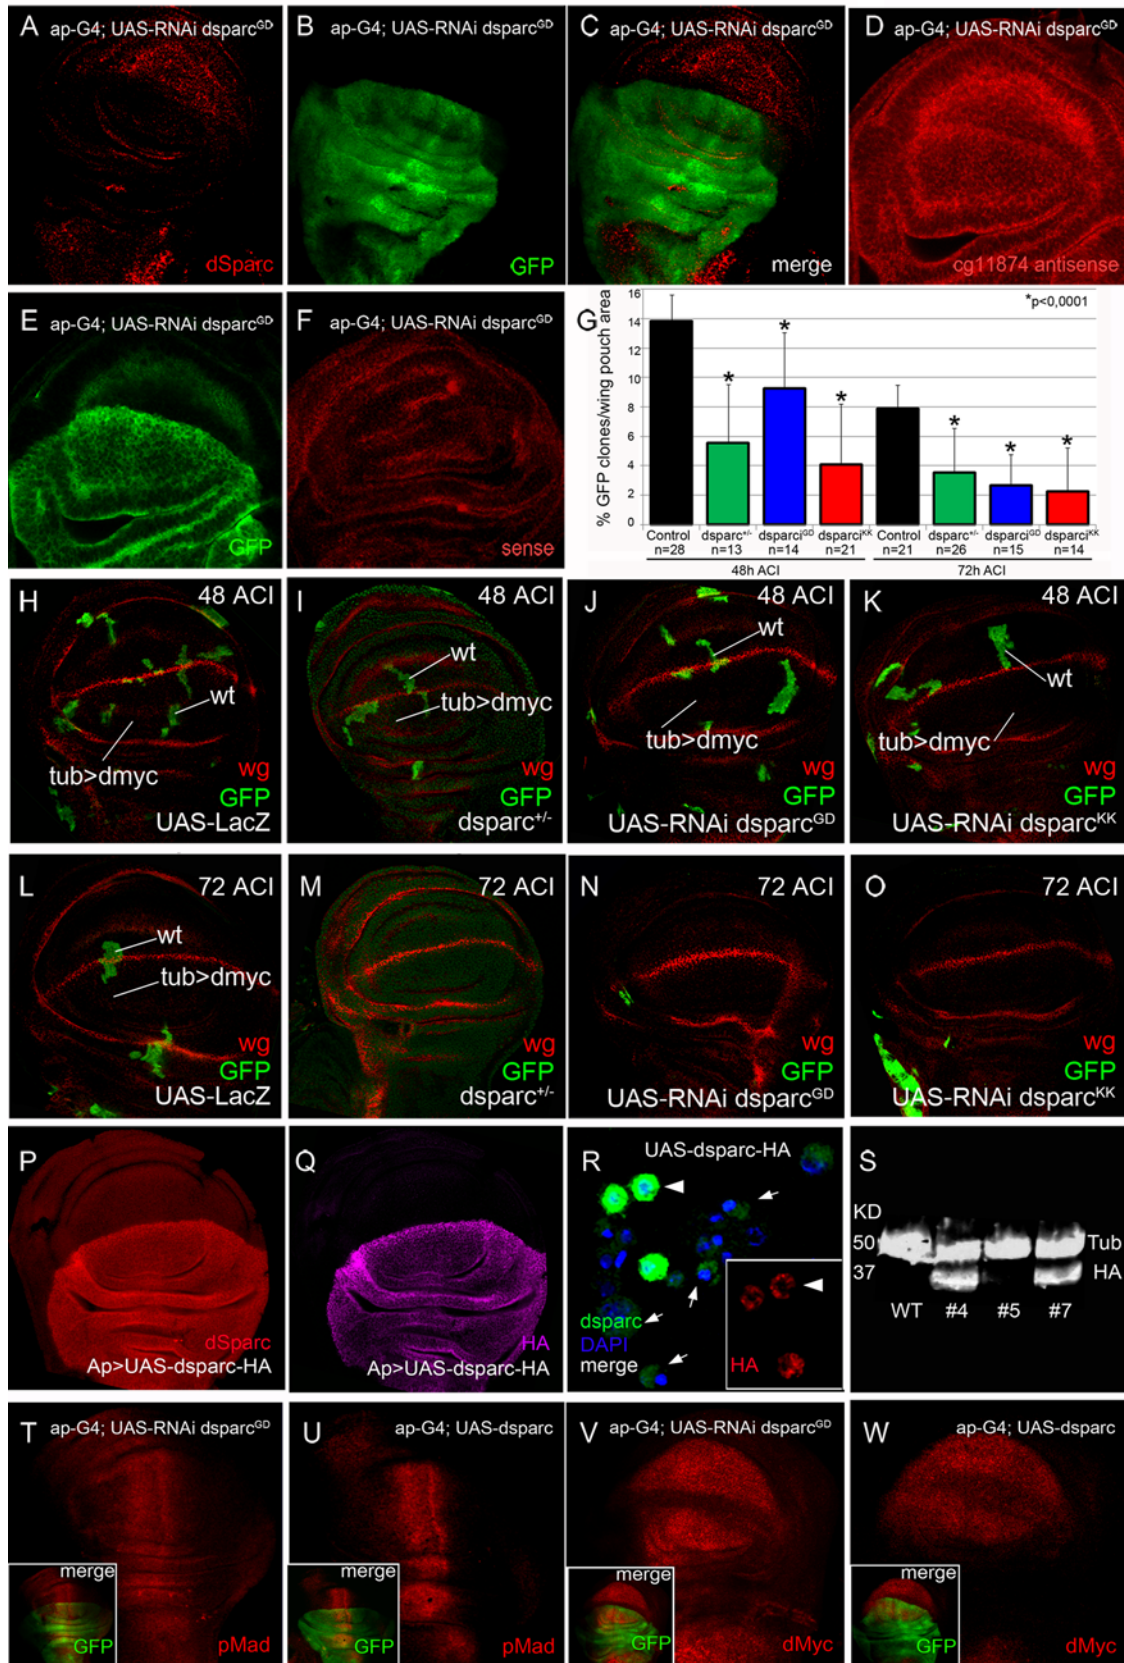 A ap-G4; UAS-RNAi dsparcGD
dSparc
B ap-G4; UAS-RNAi dsparcGD
GFP
C ap-G4; UAS-RNAi dsparcGD
merge
D ap-G4; UAS-RNAi dsparcGD
cg11874 antisense
E ap-G4; UAS-RNAi dsparcGD
GFP
F ap-G4; UAS-RNAi dsparcGD
sense
G
*p<0,0001
% GFP clones/wing pouch area
16
14
12
10
8
6
4
2
0
* * * * * *
Control dsparc+/- dsparciGD dsparciKK Control dsparc+/- dsparciGD dsparciKK
n=28 n=13 n=14 n=21 n=21 n=26 n=15 n=14
48h ACI 72h ACI
H 48 ACI
wt
tub>dmyc
wg
GFP
UAS-LacZ
I 48 ACI
wt
tub>dmyc
wg
GFP
dsparc+/-
J 48 ACI
wt
tub>dmyc
wg
GFP
UAS-RNAi dsparcGD
K 48 ACI
wt
tub>dmyc
wg
GFP
UAS-RNAi dsparcKK
L 72 ACI
wt
tub>dmyc
wg
GFP
UAS-LacZ
M 72 ACI
wg
GFP
dsparc+/-
N 72 ACI
wg
GFP
UAS-RNAi dsparcGD
O 72 ACI
wg
GFP
UAS-RNAi dsparcKK
P
dSparc
Ap>UAS-dsparc-HA
Q
HA
Ap>UAS-dsparc-HA
R UAS-dsparc-HA
dsparc
DAPI
merge
HA
S
KD
50 Tub
37 HA
WT #4 #5 #7
T ap-G4; UAS-RNAi dsparcGD
merge
GFP
pMad
U ap-G4; UAS-dsparc
merge
GFP
pMad
V ap-G4; UAS-RNAi dsparcGD
merge
GFP
dMyc
W ap-G4; UAS-dsparc
merge
GFP
dMyc